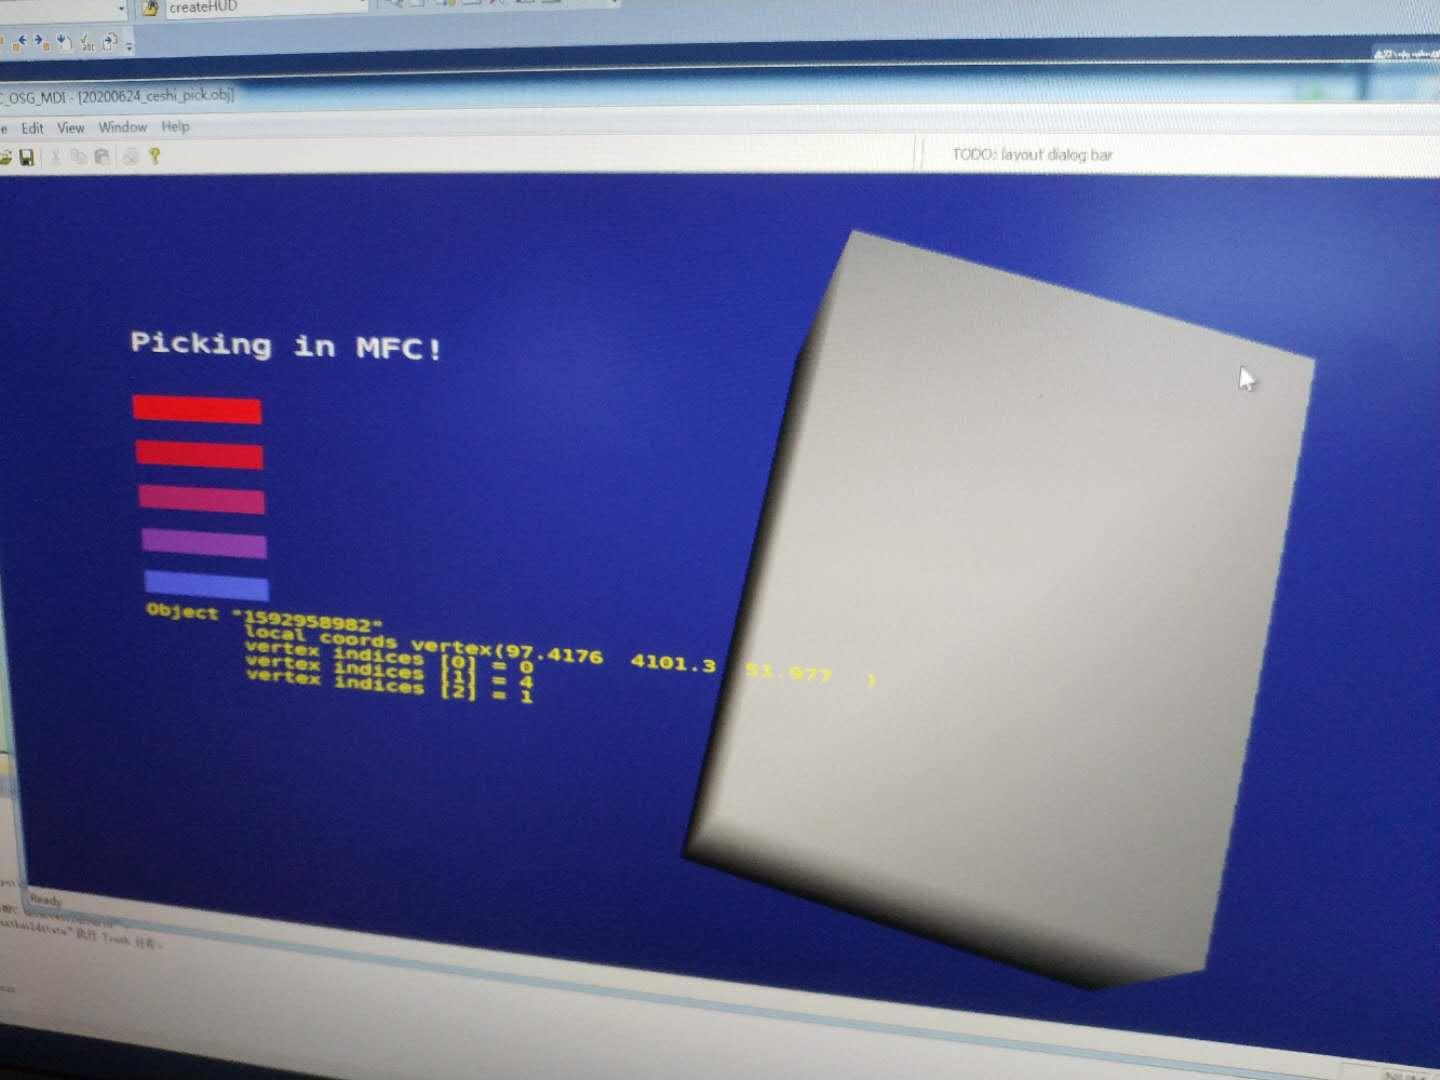 createHUD
C_OSG_MDI - [20200624_ceshi_pick.obj]
e Edit View Window Help
TODO: layout dialog bar
Picking in MFC!
Object "1592958982"
local coords vertex(97.4176 4101.3 51.977 )
vertex indices [0] = 0
vertex indices [1] = 4
vertex indices [2] = 1
Ready